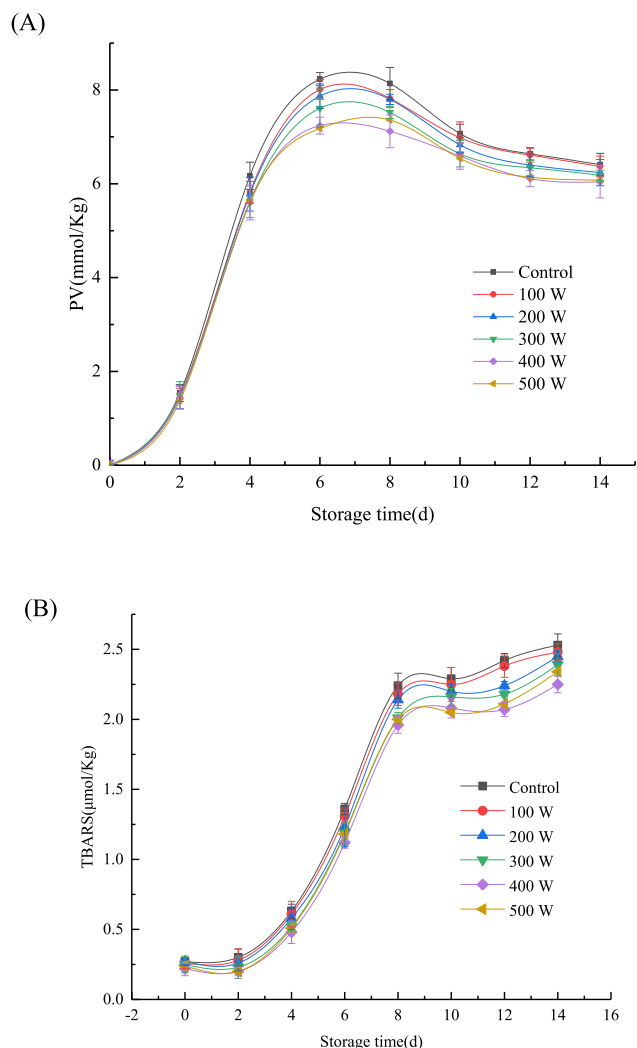 (A)
8
6
4
2
0
PV(mmol/Kg)
Control
100 W
200 W
300 W
400 W
500 W
0 2 4 6 8 10 12 14
Storage time(d)
(B)
2.5
2.0
1.5
1.0
0.5
0.0
TBARS(μmol/Kg)
Control
100 W
200 W
300 W
400 W
500 W
-2 0 2 4 6 8 10 12 14 16
Storage time(d)